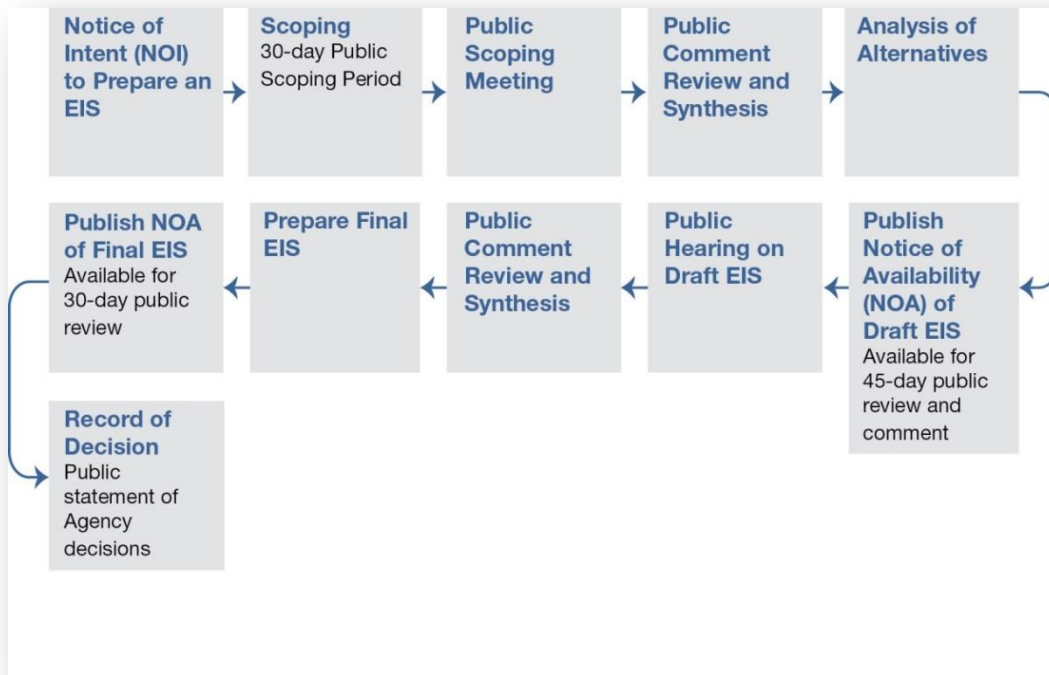 Notice of
Intent (NOI)
to Prepare an
EIS
Scoping
30-day Public
Scoping Period
Public
Scoping
Meeting
Public
Comment
Review and
Synthesis
Analysis of
Alternatives
Publish Notice of
Availability
(NOA) of
Draft EIS
Available for
45-day public
review and
comment
Public
Hearing on
Draft EIS
Public
Comment
Review and
Synthesis
Prepare Final
EIS
Publish NOA
of Final EIS
Available for
30-day public
review
Record of
Decision
Public
statement of
Agency
decisions